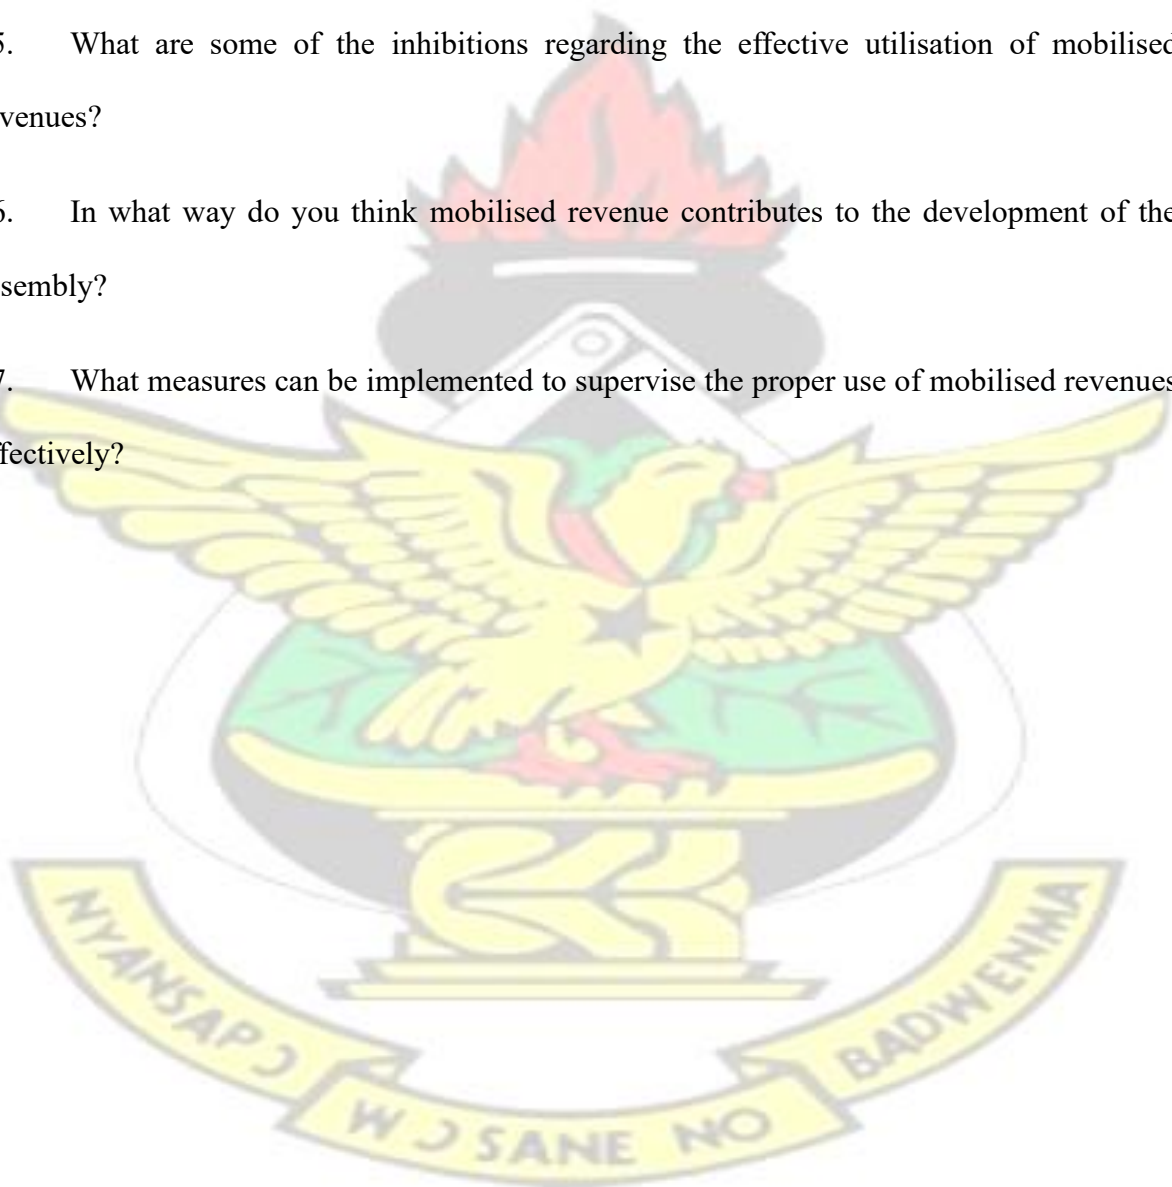 5. What are some of the inhibitions regarding the effective utilisation of mobilised
venues?
6. In what way do you think mobilised revenue contributes to the development of the
sembly?
7. What measures can be implemented to supervise the proper use of mobilised revenues
fectively?
NYANSAPƆ
WƆSANE NO
BADWENMA